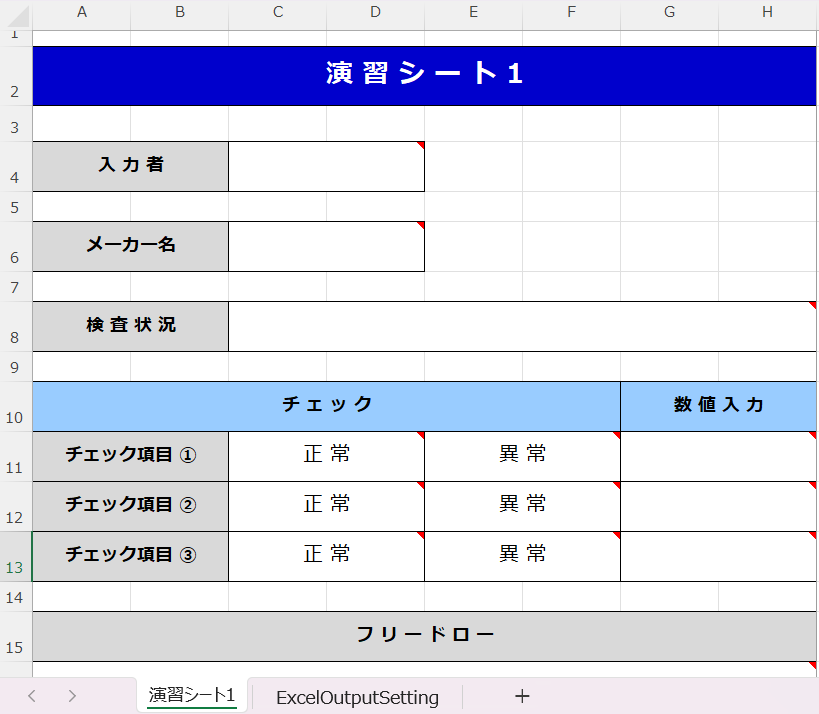 A B C D E F G H
1
2 演習シート1
3
4 入力者
5
6 メーカー名
7
8 検査状況
9
10 チェック 数値入力
11 チェック項目 ① 正常 異常
12 チェック項目 ② 正常 異常
13 チェック項目 ③ 正常 異常
14
15 フリードロー
演習シート1 ExcelOutputSetting